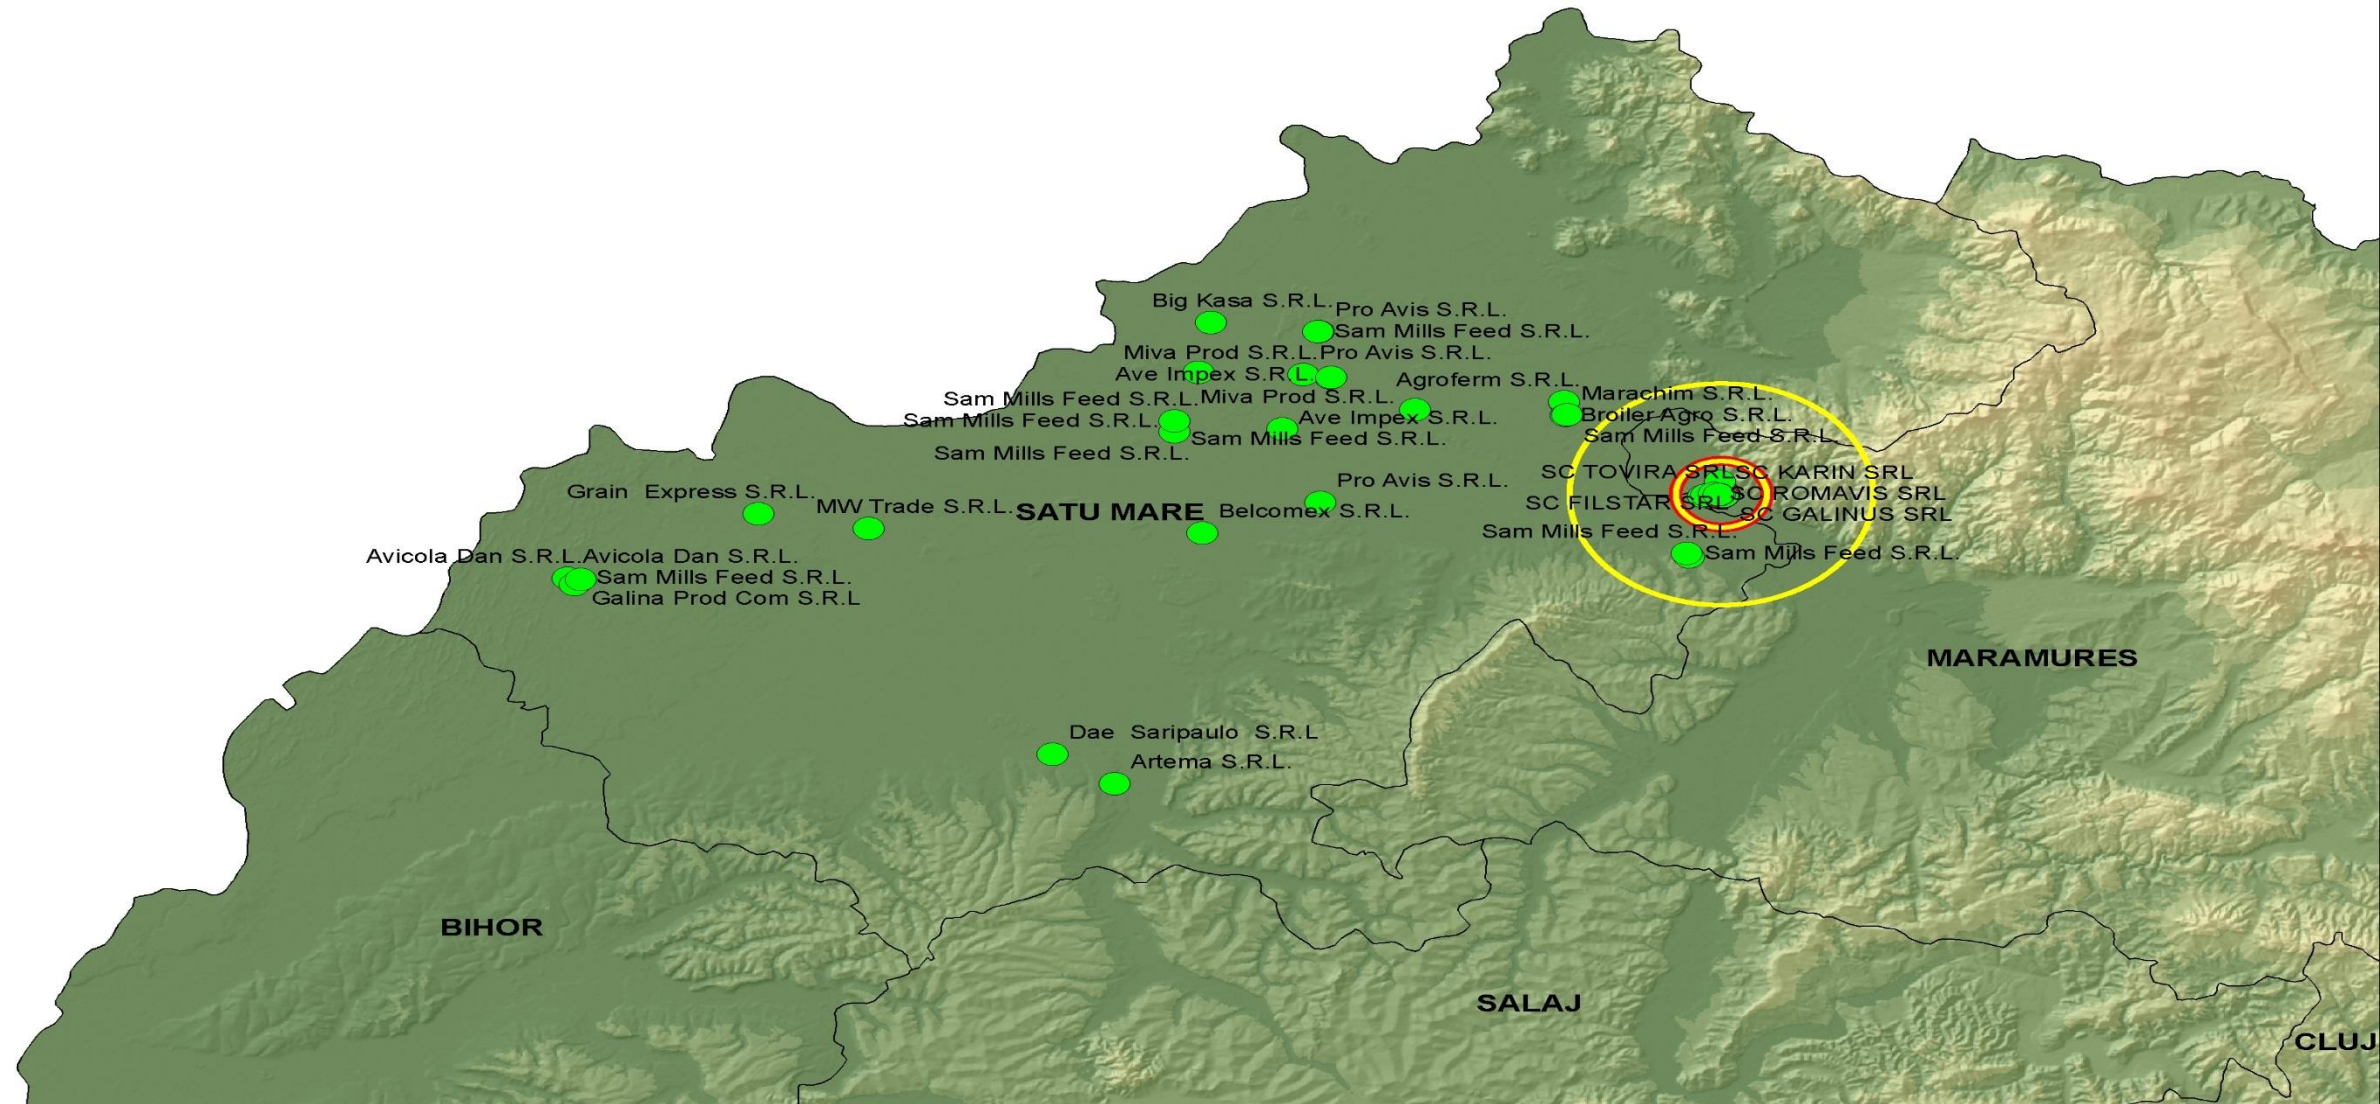 Big Kasa S.R.L.
Pro Avis S.R.L.
Sam Mills Feed S.R.L.
Miva Prod S.R.L.
Pro Avis S.R.L.
Ave Impex S.R.L.
Agroferm S.R.L.
Marachim S.R.L.
Sam Mills Feed S.R.L.
Miva Prod S.R.L.
Sam Mills Feed S.R.L.
Ave Impex S.R.L.
Broiler Agro S.R.L.
Sam Mills Feed S.R.L.
Sam Mills Feed S.R.L.
Sam Mills Feed S.R.L.
SC TOVIRA SRL
SC KARIN SRL
Pro Avis S.R.L.
Grain Express S.R.L.
SC ROMAVIS SRL
SC FILSTAR SRL
MW Trade S.R.L.
SATU MARE
Belcomex S.R.L.
SC GALINUS SRL
Sam Mills Feed S.R.L.
Sam Mills Feed S.R.L.
Avicola Dan S.R.L.
Avicola Dan S.R.L.
Sam Mills Feed S.R.L.
Galina Prod Com S.R.L
MARAMURES
Dae Saripaulo S.R.L
Artema S.R.L.
BIHOR
SALAJ
CLUJ